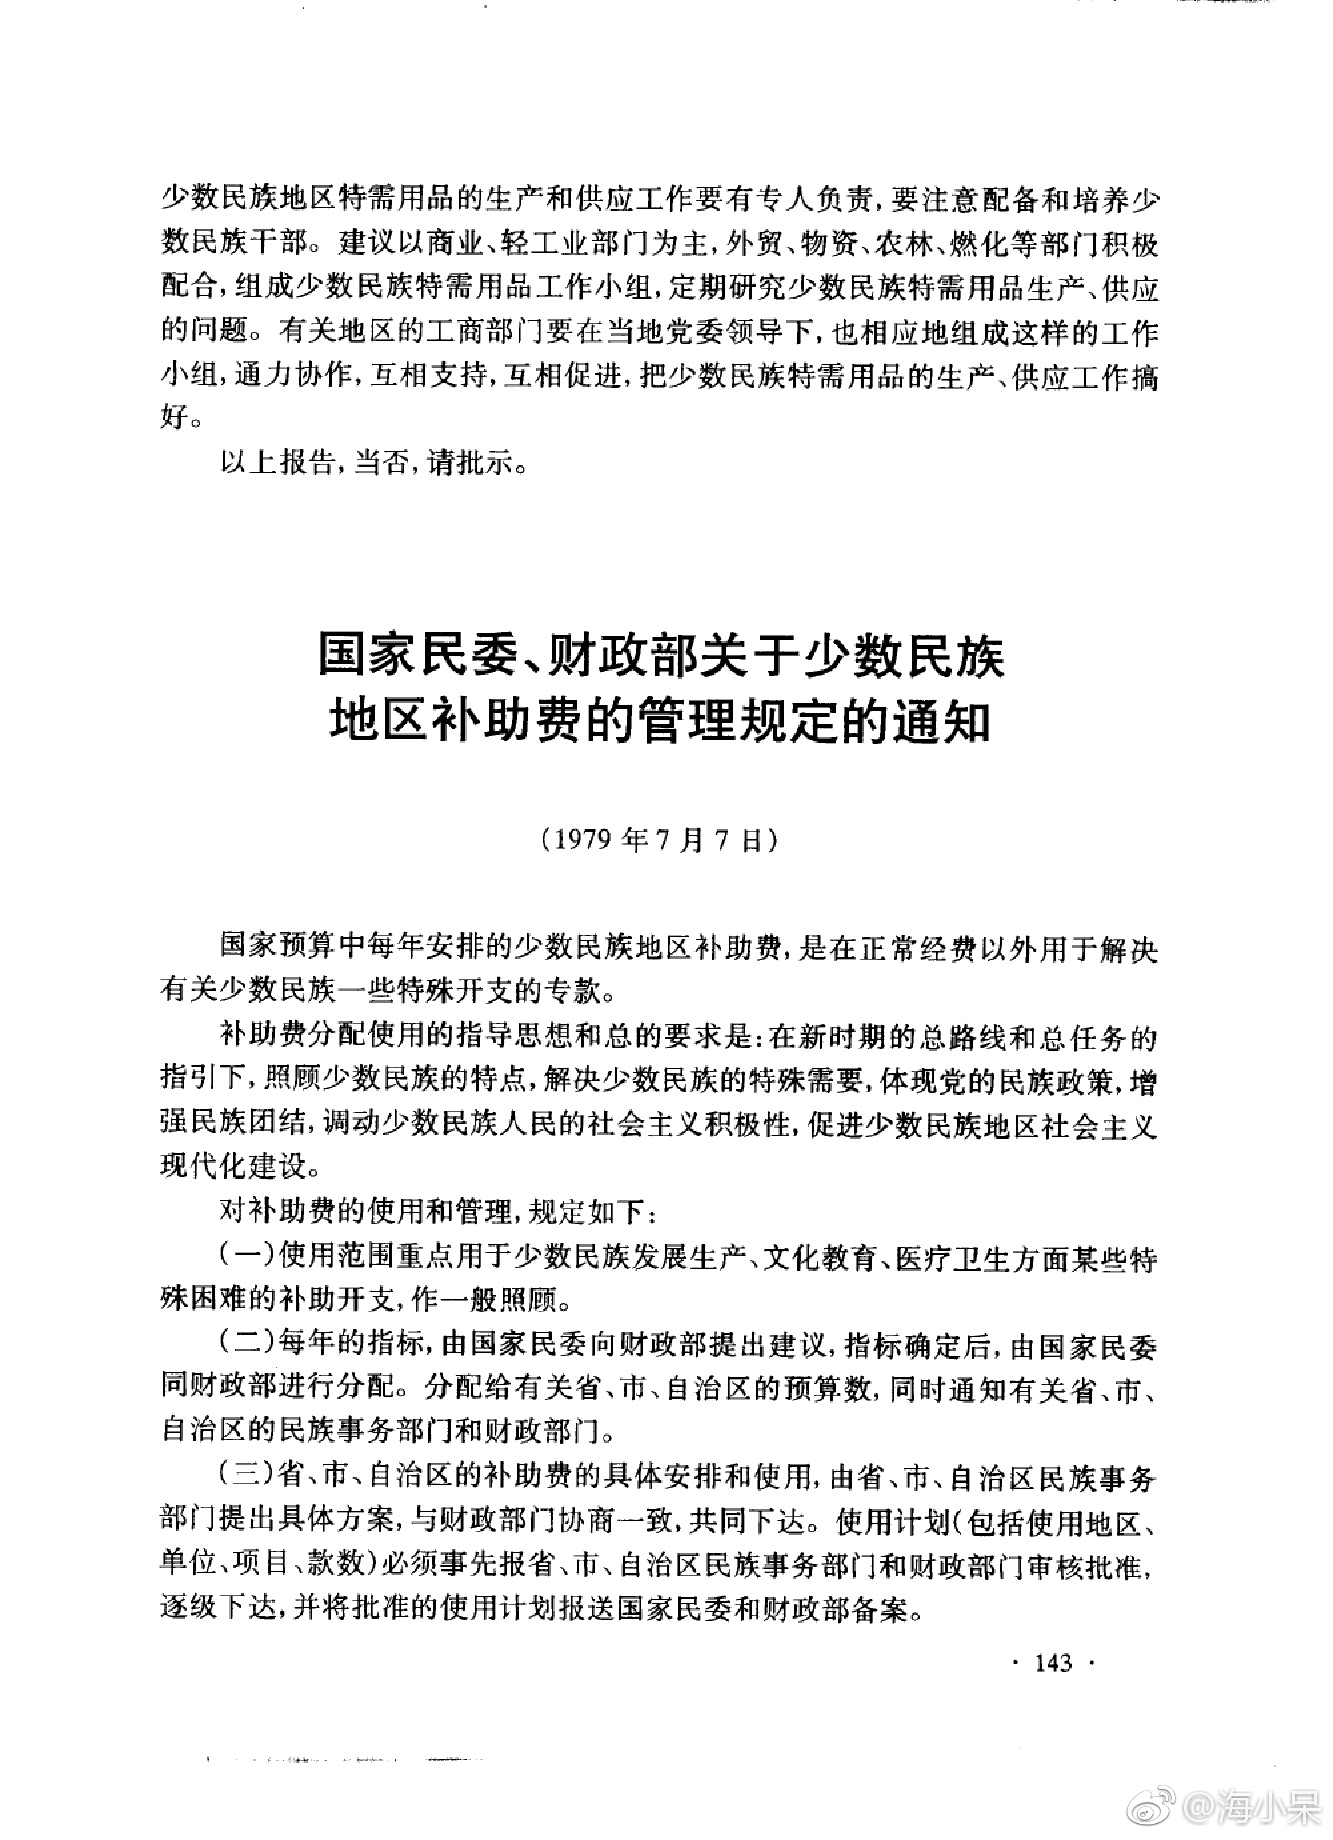 少数民族地区特需用品的生产和供应工作要有专人负责,要注意配备和培养少
数民族干部。建议以商业、轻工业部门为主,外贸、物资、农林、燃化等部门积极
配合,组成少数民族特需用品工作小组,定期研究少数民族特需用品生产、供应
的问题。有关地区的工商部门要在当地党委领导下,也相应地组成这样的工作
小组,通力协作,互相支持,互相促进,把少数民族特需用品的生产、供应工作搞
好。
以上报告,当否,请批示。
国家民委、财政部关于少数民族
地区补助费的管理规定的通知
(1979 年 7 月 7 日)
国家预算中每年安排的少数民族地区补助费,是在正常经费以外用于解决
有关少数民族一些特殊开支的专款。
补助费分配使用的指导思想和总的要求是:在新时期的总路线和总任务的
指引下,照顾少数民族的特点,解决少数民族的特殊需要,体现党的民族政策,增
强民族团结,调动少数民族人民的社会主义积极性,促进少数民族地区社会主义
现代化建设。
对补助费的使用和管理,规定如下:
(一)使用范围重点用于少数民族发展生产、文化教育、医疗卫生方面某些特
殊困难的补助开支,作一般照顾。
(二)每年的指标,由国家民委向财政部提出建议,指标确定后,由国家民委
同财政部进行分配。分配给有关省、市、自治区的预算数,同时通知有关省、市、
自治区的民族事务部门和财政部门。
(三)省、市、自治区的补助费的具体安排和使用,由省、市、自治区民族事务
部门提出具体方案,与财政部门协商一致,共同下达。使用计划(包括使用地区、
单位、项目、款数)必须事先报省、市、自治区民族事务部门和财政部门审核批准,
逐级下达,并将批准的使用计划报送国家民委和财政部备案。
· 143 ·
@海小呆